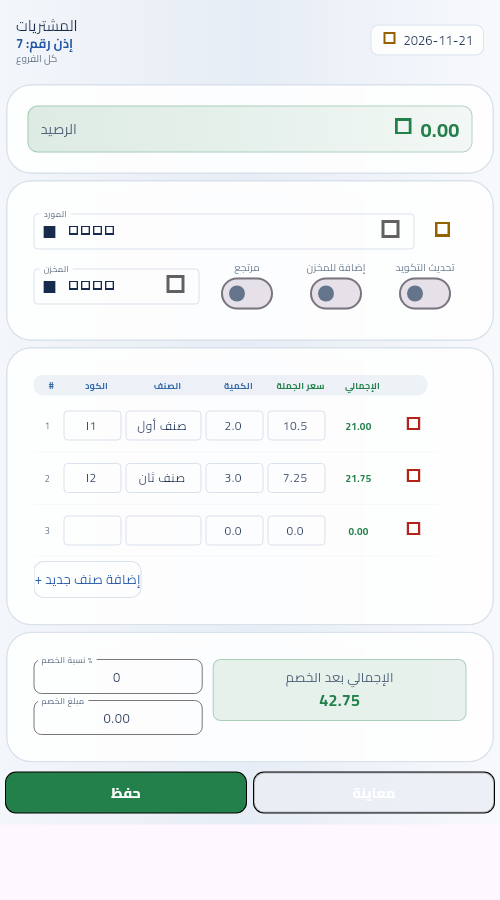 المشتريات
إذن رقم: 7
كل الفروع
2026-11-21
الرصيد
0.00
المورد
المخزن
مرتجع
إضافة للمخزن
تحديث التكويد
# الكود الصنف الكمية سعر الجملة الإجمالي
1 I1 صنف أول 2.0 10.5 21.00
2 I2 صنف ثان 3.0 7.25 21.75
3 0.0 0.0 0.00
إضافة صنف جديد +
نسبة الخصم ٪
0
مبلغ الخصم
0.00
الإجمالي بعد الخصم
42.75
حفظ
معاينة